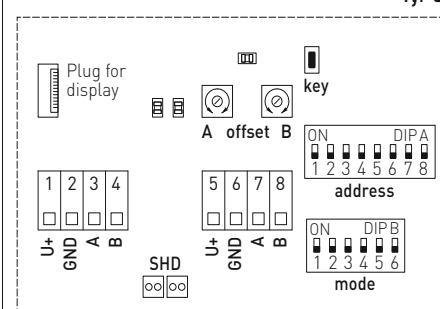 Plug for
display
key
A offset B
ON DIP A
1 2 3 4 5 6 7 8
address
1 2 3 4
U+ GND A B
5 6 7 8
U+ GND A B
SHD
ON DIP B
1 2 3 4 5 6
mode